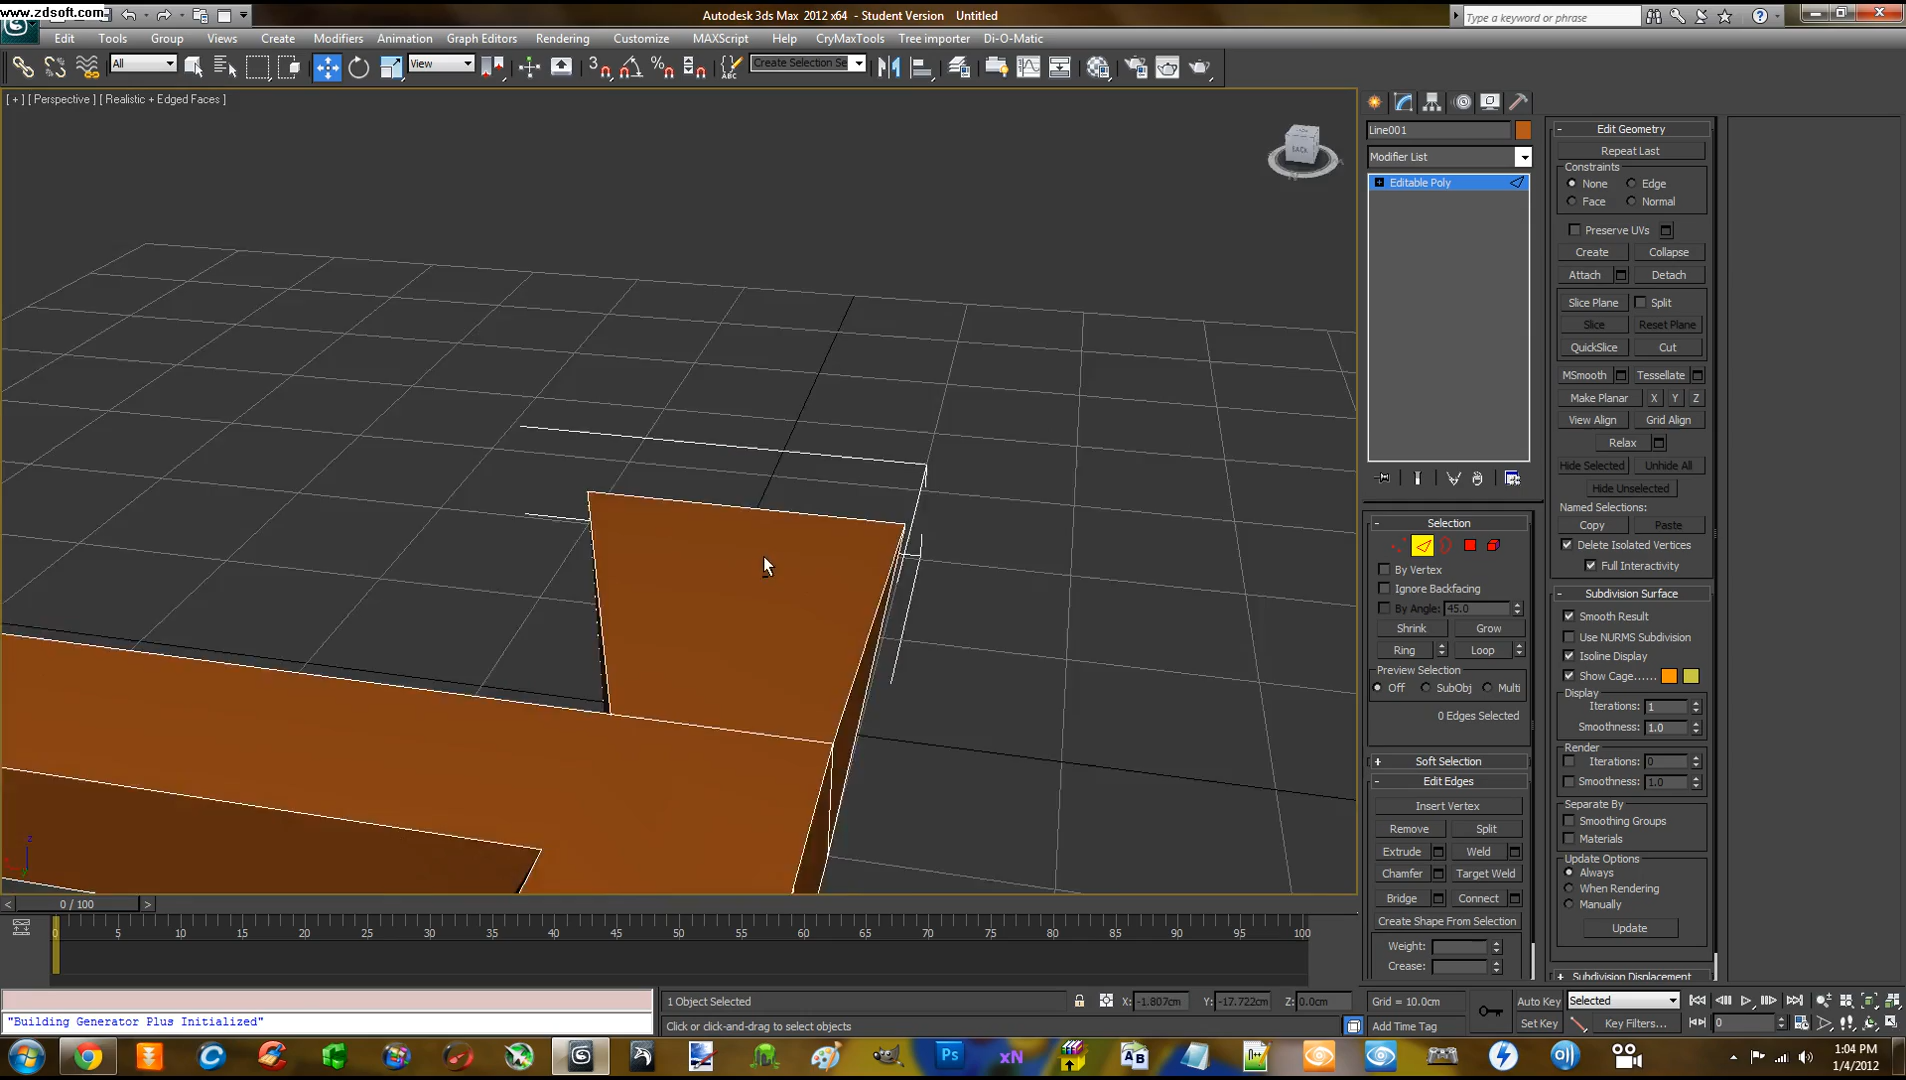 www.zdsoft.com
Autodesk 3ds Max 2012 x64 - Student Version Untitled
Type a keyword or phrase
Edit Tools Group Views Create Modifiers Animation Graph Editors Rendering Customize MAXScript Help CryMaxTools Tree importer Di-O-Matic
All View 3 Create Selection Se
[ + ] [ Perspective ] [ Realistic + Edged Faces ]
Line001
Modifier List
Editable Poly
Selection
By Vertex
Ignore Backfacing
By Angle: 45.0
Shrink Grow
Ring Loop
Preview Selection
Off SubObj Multi
0 Edges Selected
Soft Selection
Edit Edges
Insert Vertex
Remove Split
Extrude Weld
Chamfer Target Weld
Bridge Connect
Create Shape From Selection
Weight:
Crease:
Edit Geometry
Repeat Last
Constraints
None Edge
Face Normal
Preserve UVs
Create Collapse
Attach Detach
Slice Plane Split
Slice Reset Plane
QuickSlice Cut
MSmooth Tessellate
Make Planar X Y Z
View Align Grid Align
Relax
Hide Selected Unhide All
Hide Unselected
Named Selections:
Copy Paste
Delete Isolated Vertices
Full Interactivity
Subdivision Surface
Smooth Result
Use NURMS Subdivision
Isoline Display
Show Cage......
Display
Iterations: 1
Smoothness: 1.0
Render
Iterations: 0
Smoothness: 1.0
Separate By
Smoothing Groups
Materials
Update Options
Always
When Rendering
Manually
Update
Subdivision Displacement
z
< 0 / 100 >
0 5 10 15 20 25 30 35 40 45 50 55 60 65 70 75 80 85 90 95 100
1 Object Selected X: -1.807cm Y: -17.722cm Z: 0.0cm Grid = 10.0cm Auto Key Selected
"Building Generator Plus Initialized" Click or click-and-drag to select objects Add Time Tag Set Key Key Filters... 0
Ps xN AB
1:04 PM
1/4/2012